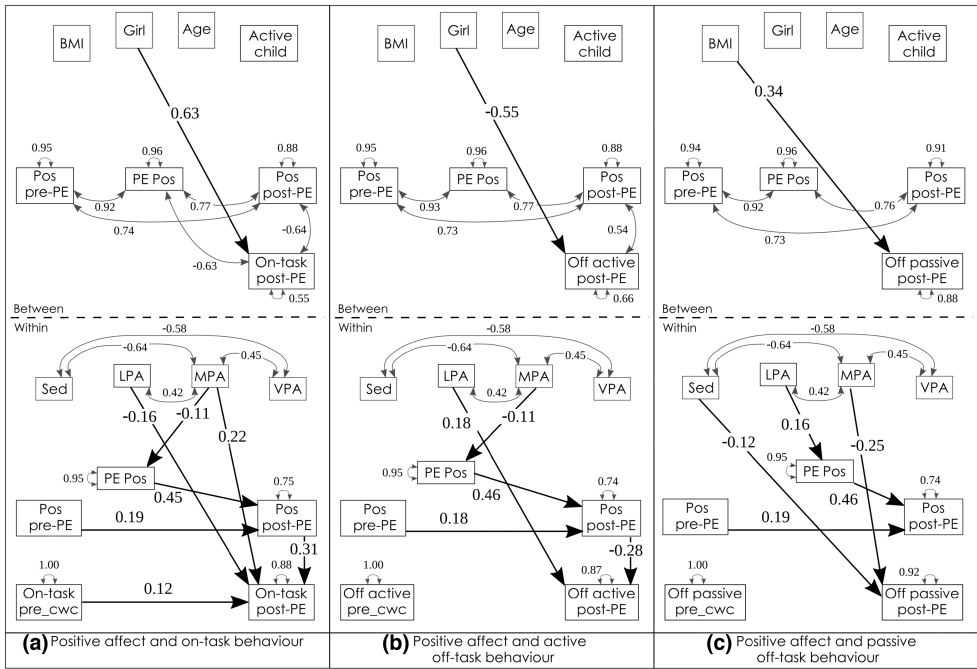 BMI
Girl
Age
Active
child
0.63
0.95
0.96
0.88
Pos
pre-PE
PE Pos
Pos
post-PE
0.92
0.77
0.74
-0.64
-0.63
On-task
post-PE
0.55
Between
Within
-0.58
-0.64
0.45
Sed
LPA
MPA
VPA
0.42
-0.16
-0.11
0.22
0.95
PE Pos
0.45
0.75
Pos
pre-PE
0.19
Pos
post-PE
0.31
1.00
0.88
On-task
pre_cwc
0.12
On-task
post-PE
(a) Positive affect and on-task behaviour
BMI
Girl
Age
Active
child
-0.55
0.95
0.96
0.88
Pos
pre-PE
PE Pos
Pos
post-PE
0.93
0.77
0.73
0.54
Off active
post-PE
0.66
Between
Within
-0.58
-0.64
0.45
Sed
LPA
MPA
VPA
0.42
0.18
-0.11
0.95
PE Pos
0.46
0.74
Pos
pre-PE
0.18
Pos
post-PE
-0.28
1.00
0.87
Off active
pre_cwc
Off active
post-PE
(b) Positive affect and active
off-task behaviour
BMI
Girl
Age
Active
child
0.34
0.94
0.96
0.91
Pos
pre-PE
PE Pos
Pos
post-PE
0.92
0.76
0.73
Off passive
post-PE
0.88
Between
Within
-0.58
-0.64
0.45
Sed
LPA
MPA
VPA
0.42
-0.12
0.16
-0.25
0.95
PE Pos
0.46
0.74
Pos
pre-PE
0.19
Pos
post-PE
1.00
0.92
Off passive
pre_cwc
Off passive
post-PE
(c) Positive affect and passive
off-task behaviour